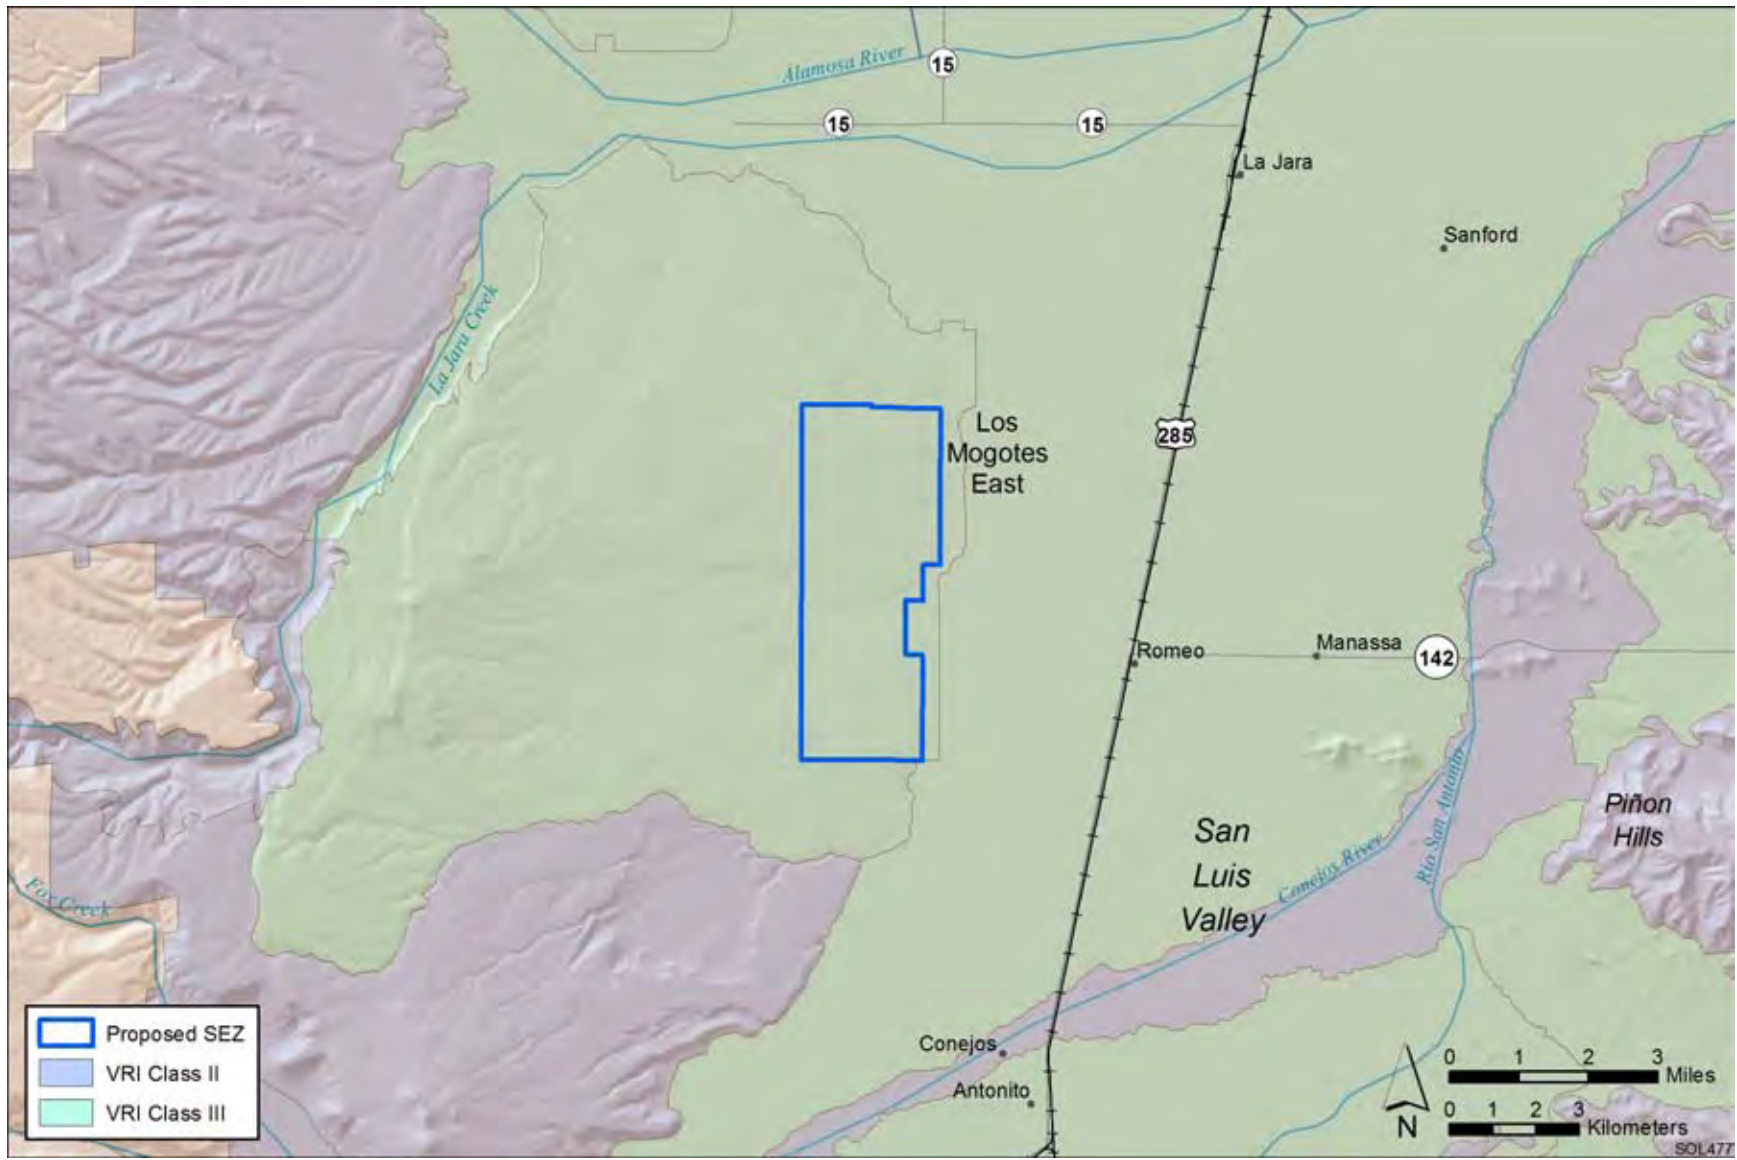 Alamosa River
15
15
15
La Jara
Sanford
La Jara Creek
Los
Mogotes
East
285
Romeo
Manassa
142
Rio San Antonio
Piñon
Hills
San
Luis
Valley
Conejos River
Fox Creek
Proposed SEZ
VRI Class II
VRI Class III
Conejos
Antonito
N
0 1 2 3
Miles
0 1 2 3
Kilometers
SOL477